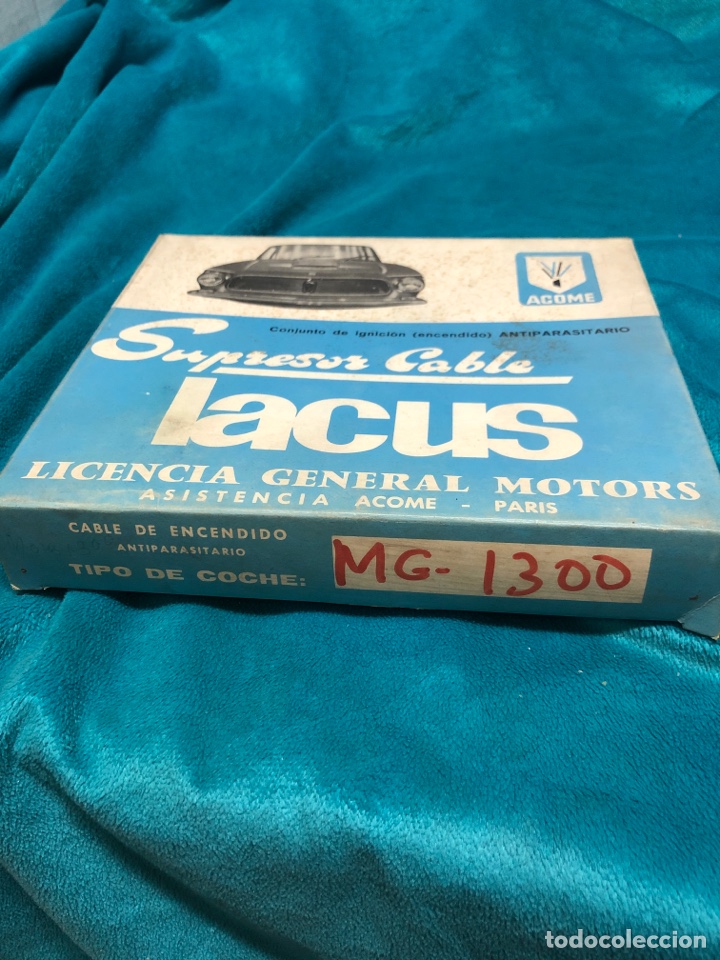 ACOME
Conjunto de ignición (encendido) ANTIPARASITARIO
Supresor Cable
lacus
LICENCIA GENERAL MOTORS
ASISTENCIA ACOME - PARIS
CABLE DE ENCENDIDO
ANTIPARASITARIO
TIPO DE COCHE: MG- 1300
todocoleccion